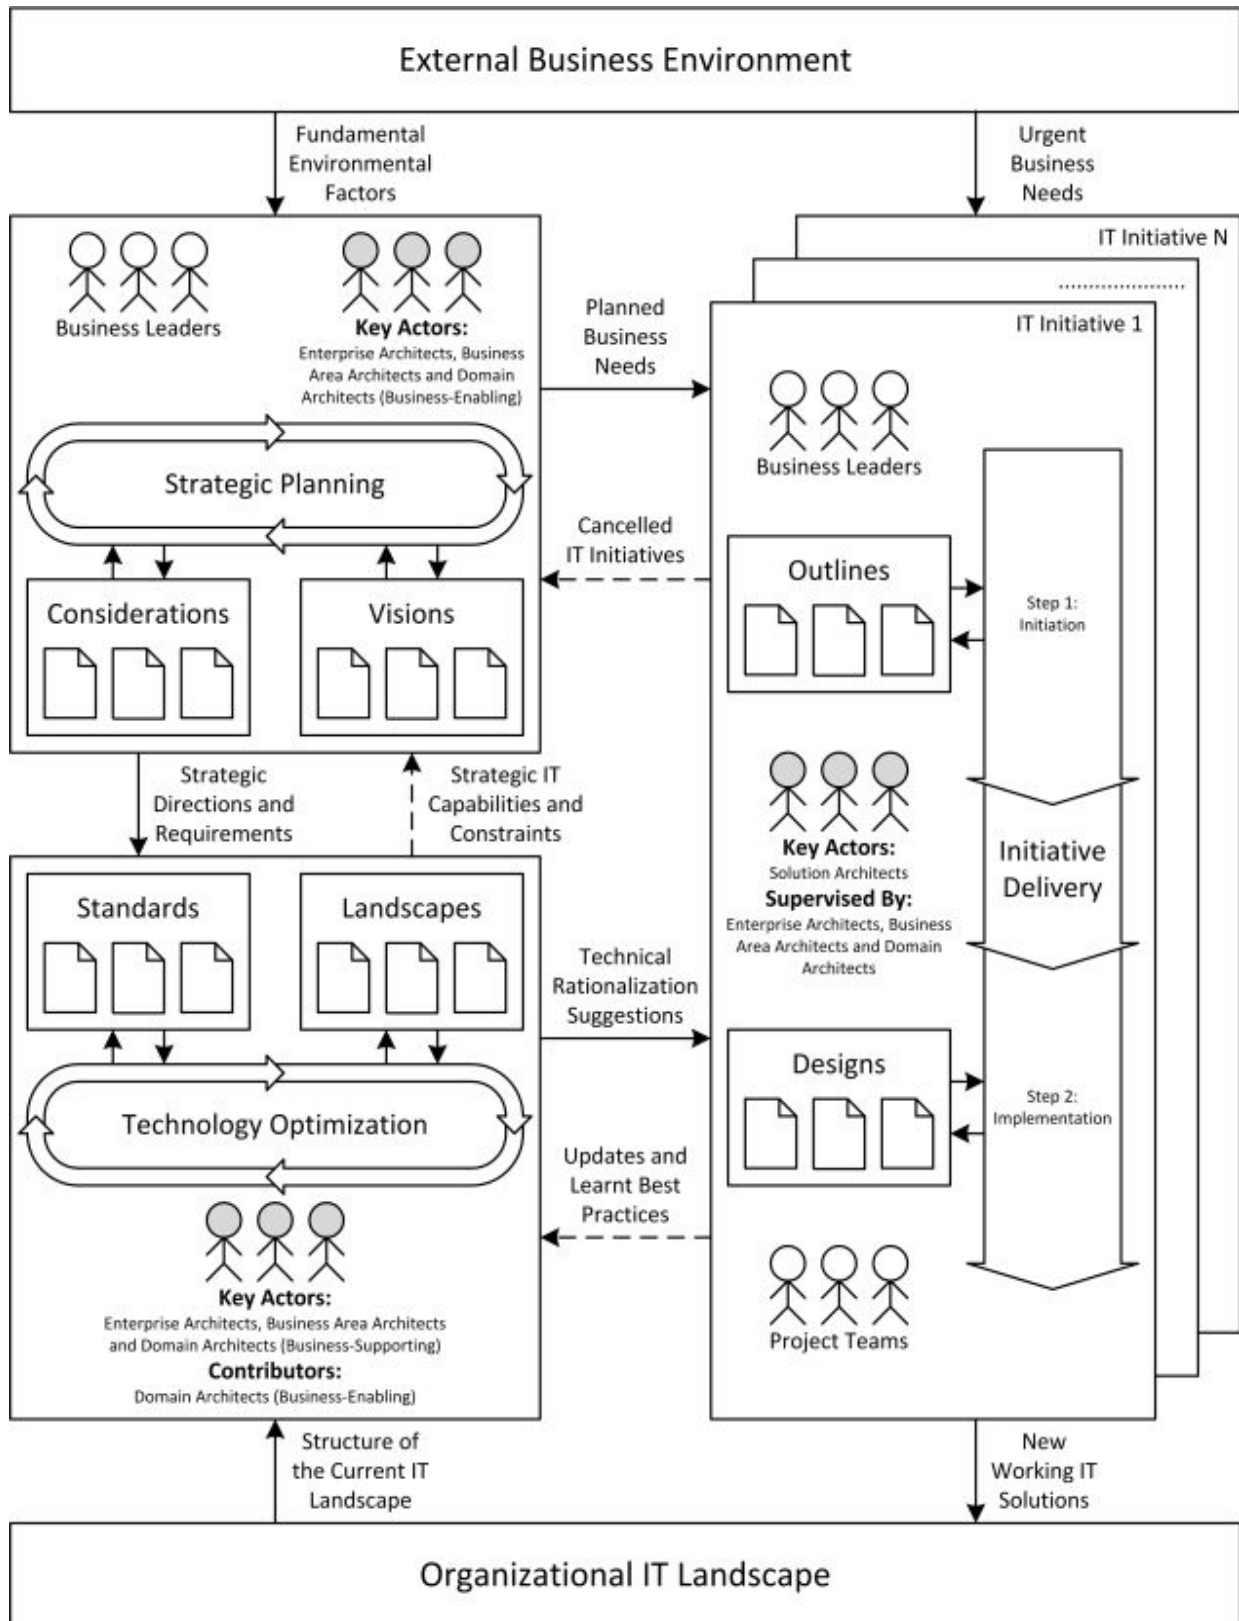 External Business Environment
Fundamental
Environmental
Factors
Urgent
Business
Needs
Business Leaders
Key Actors:
Enterprise Architects, Business
Area Architects and Domain
Architects (Business-Enabling)
Strategic Planning
Considerations
Visions
Planned
Business
Needs
Cancelled
IT Initiatives
IT Initiative N
IT Initiative 1
Business Leaders
Outlines
Step 1:
Initiation
Key Actors:
Solution Architects
Supervised By:
Enterprise Architects, Business
Area Architects and Domain
Architects
Initiative
Delivery
Designs
Step 2:
Implementation
Project Teams
Strategic
Directions and
Requirements
Strategic IT
Capabilities and
Constraints
Standards
Landscapes
Technology Optimization
Key Actors:
Enterprise Architects, Business Area Architects
and Domain Architects (Business-Supporting)
Contributors:
Domain Architects (Business-Enabling)
Technical
Rationalization
Suggestions
Updates and
Learnt Best
Practices
Structure of
the Current IT
Landscape
New
Working IT
Solutions
Organizational IT Landscape